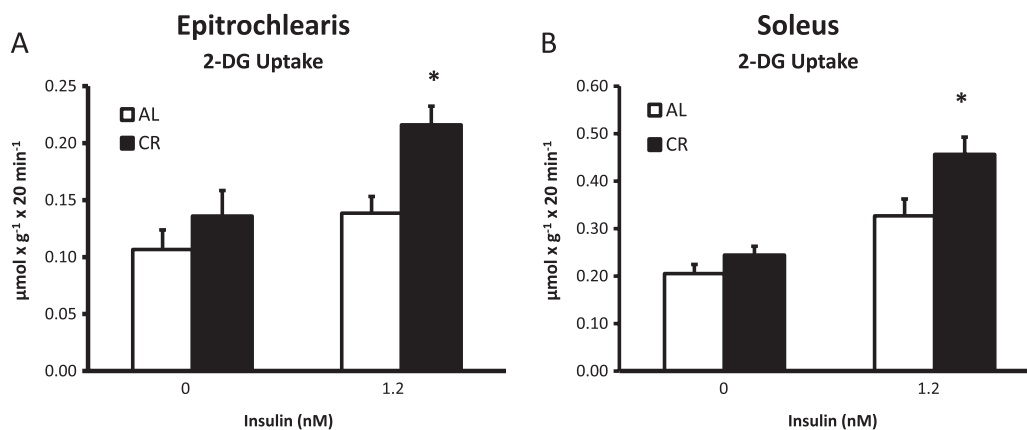 A
Epitrochlearis
2-DG Uptake
*
AL
CR
0.25
0.20
0.15
0.10
0.05
0.00
µmol x g⁻¹ x 20 min⁻¹
0
1.2
Insulin (nM)
B
Soleus
2-DG Uptake
*
AL
CR
0.60
0.50
0.40
0.30
0.20
0.10
0.00
µmol x g⁻¹ x 20 min⁻¹
0
1.2
Insulin (nM)